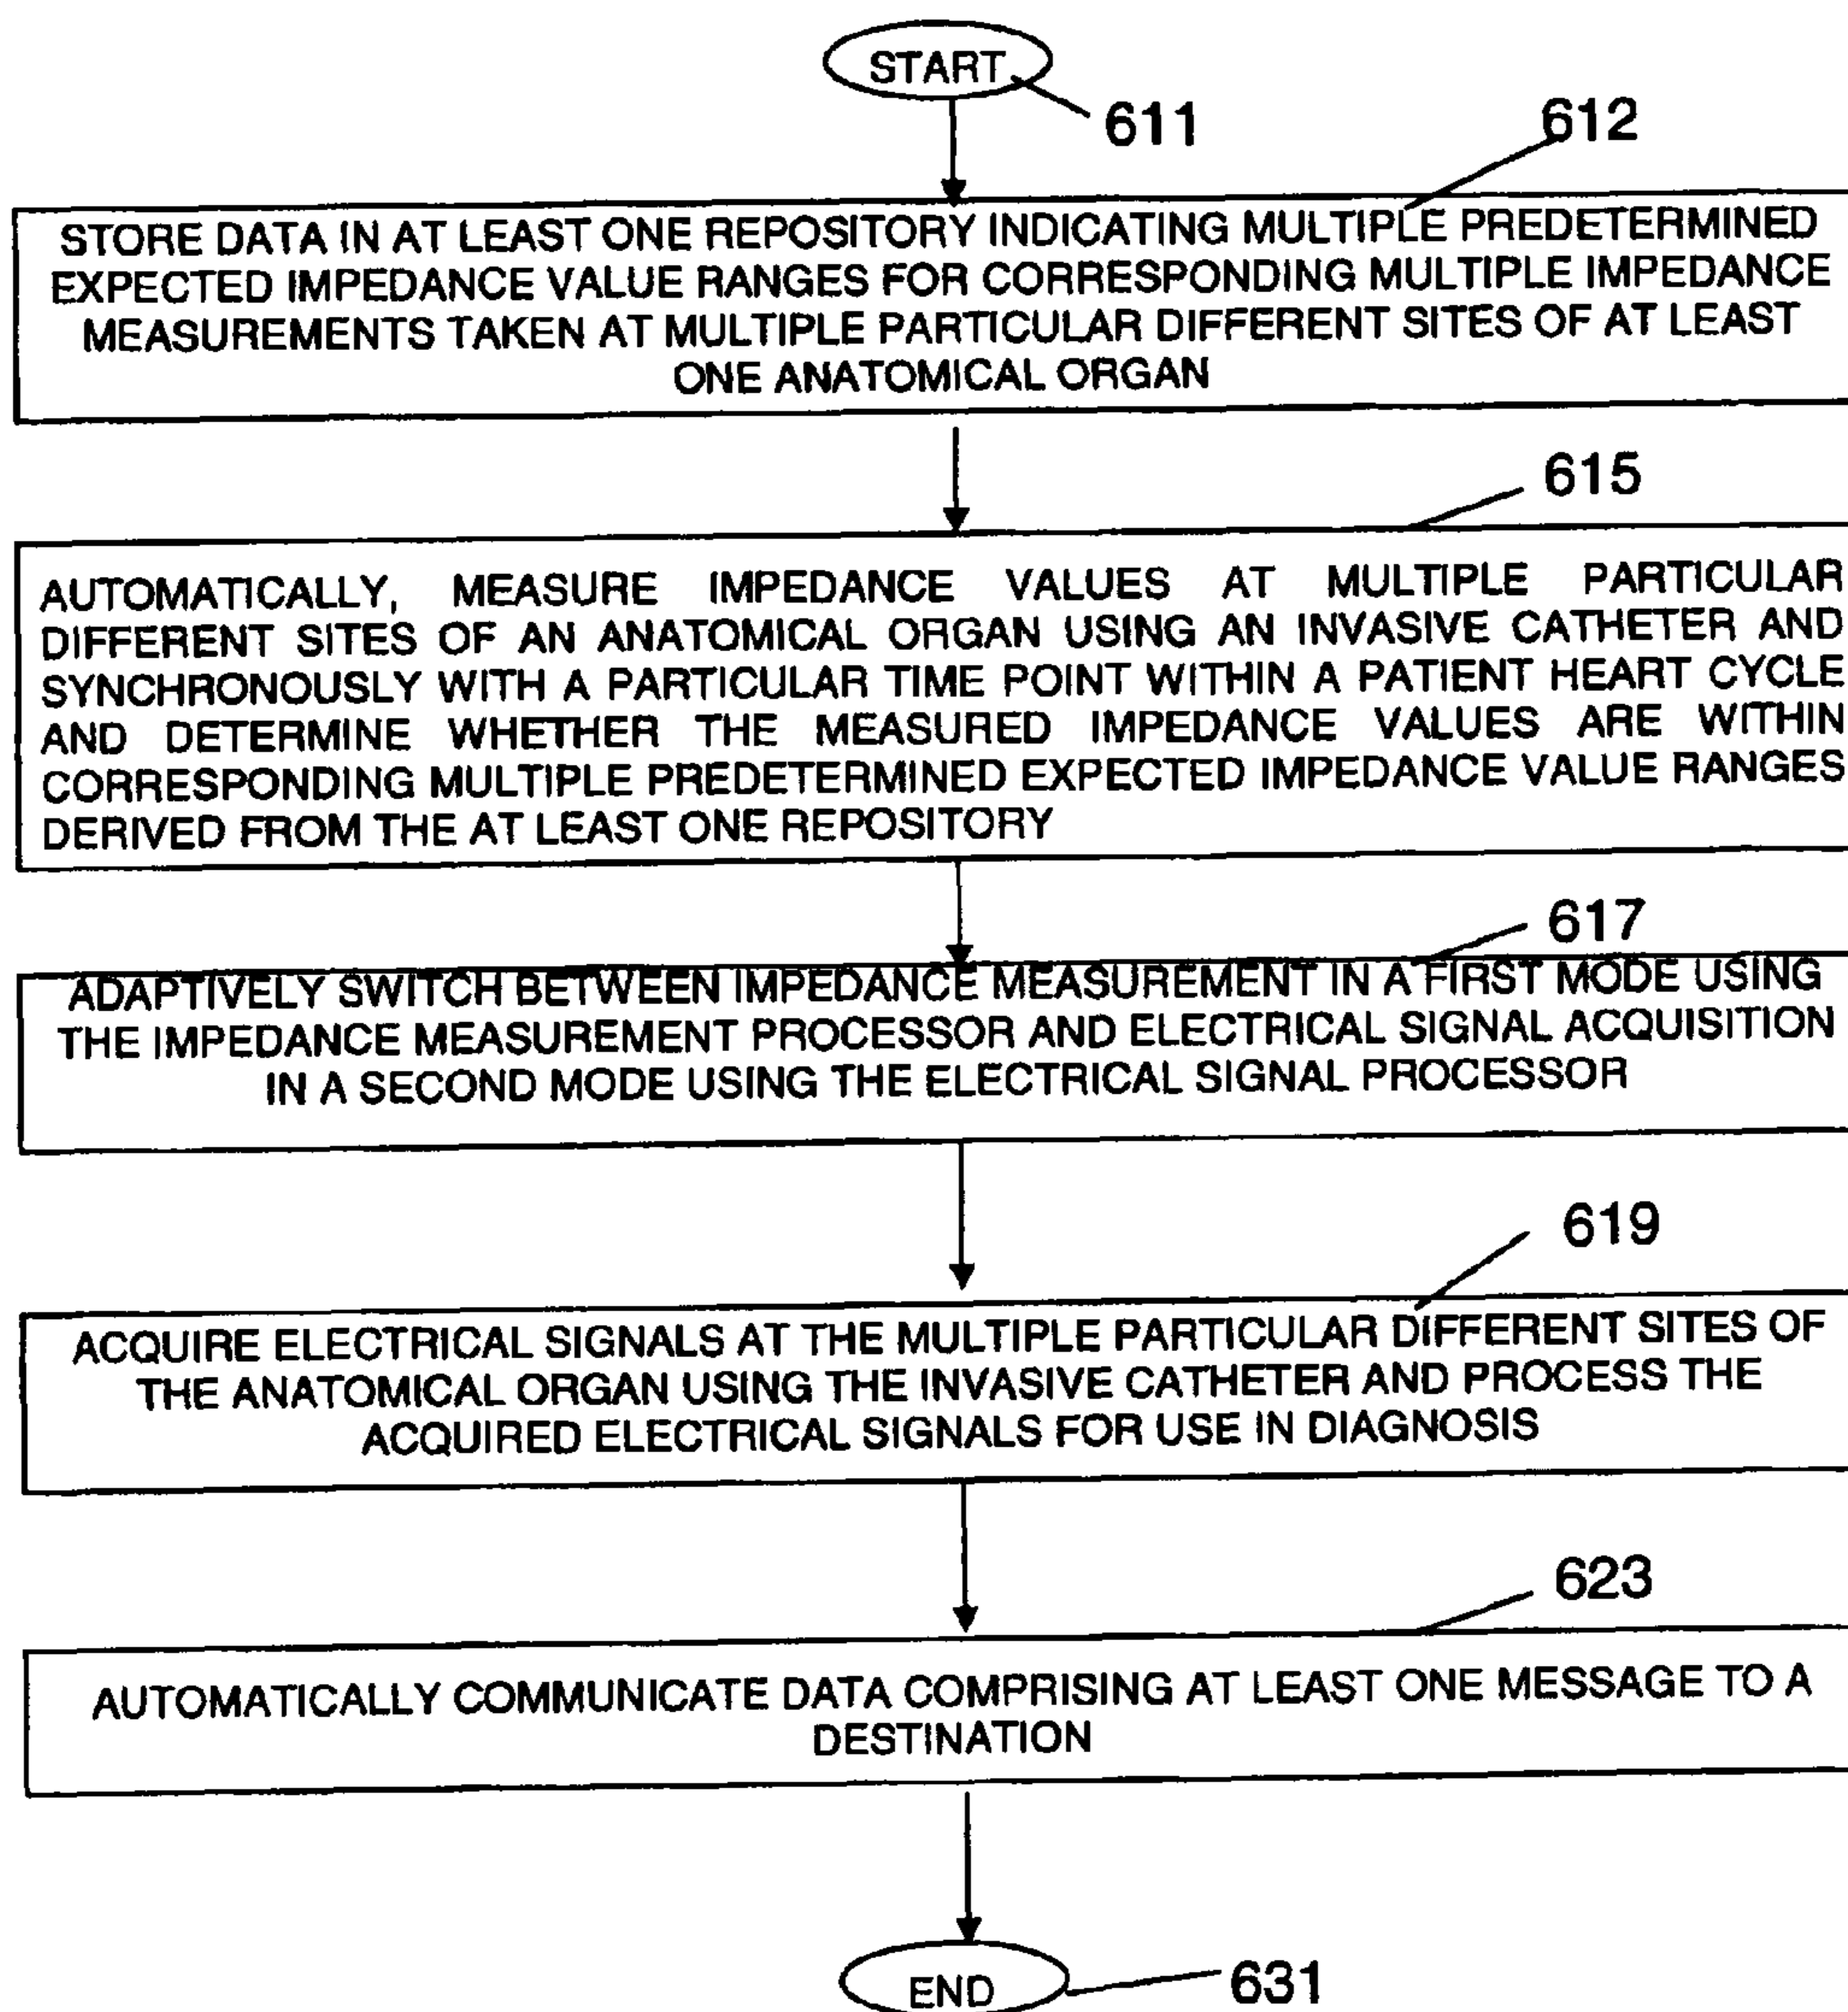 START
611
612
STORE DATA IN AT LEAST ONE REPOSITORY INDICATING MULTIPLE PREDETERMINED
EXPECTED IMPEDANCE VALUE RANGES FOR CORRESPONDING MULTIPLE IMPEDANCE
MEASUREMENTS TAKEN AT MULTIPLE PARTICULAR DIFFERENT SITES OF AT LEAST
ONE ANATOMICAL ORGAN
615
AUTOMATICALLY, MEASURE IMPEDANCE VALUES AT MULTIPLE PARTICULAR
DIFFERENT SITES OF AN ANATOMICAL ORGAN USING AN INVASIVE CATHETER AND
SYNCHRONOUSLY WITH A PARTICULAR TIME POINT WITHIN A PATIENT HEART CYCLE
AND DETERMINE WHETHER THE MEASURED IMPEDANCE VALUES ARE WITHIN
CORRESPONDING MULTIPLE PREDETERMINED EXPECTED IMPEDANCE VALUE RANGES
DERIVED FROM THE AT LEAST ONE REPOSITORY
617
ADAPTIVELY SWITCH BETWEEN IMPEDANCE MEASUREMENT IN A FIRST MODE USING
THE IMPEDANCE MEASUREMENT PROCESSOR AND ELECTRICAL SIGNAL ACQUISITION
IN A SECOND MODE USING THE ELECTRICAL SIGNAL PROCESSOR
619
ACQUIRE ELECTRICAL SIGNALS AT THE MULTIPLE PARTICULAR DIFFERENT SITES OF
THE ANATOMICAL ORGAN USING THE INVASIVE CATHETER AND PROCESS THE
ACQUIRED ELECTRICAL SIGNALS FOR USE IN DIAGNOSIS
623
AUTOMATICALLY COMMUNICATE DATA COMPRISING AT LEAST ONE MESSAGE TO A
DESTINATION
END
631